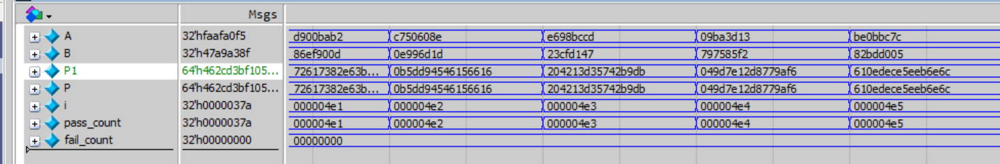 Msgs
A 32'hfaafa0f5 d900bab2 c750608e e698bccd 09ba3d13 be0bbc7c
B 32'h47a9a38f 86ef900d 0e996d1d 23cfd147 797585f2 82bdd005
P1 64'h462cd3bf105... 72617382e63b... 0b5dd94546156616 204213d35742b9db 049d7e12d8779af6 610edece5eeb6e6c
P 64'h462cd3bf105... 72617382e63b... 0b5dd94546156616 204213d35742b9db 049d7e12d8779af6 610edece5eeb6e6c
i 32'h0000037a 000004e1 000004e2 000004e3 000004e4 000004e5
pass_count 32'h0000037a 000004e1 000004e2 000004e3 000004e4 000004e5
fail_count 32'h00000000 00000000